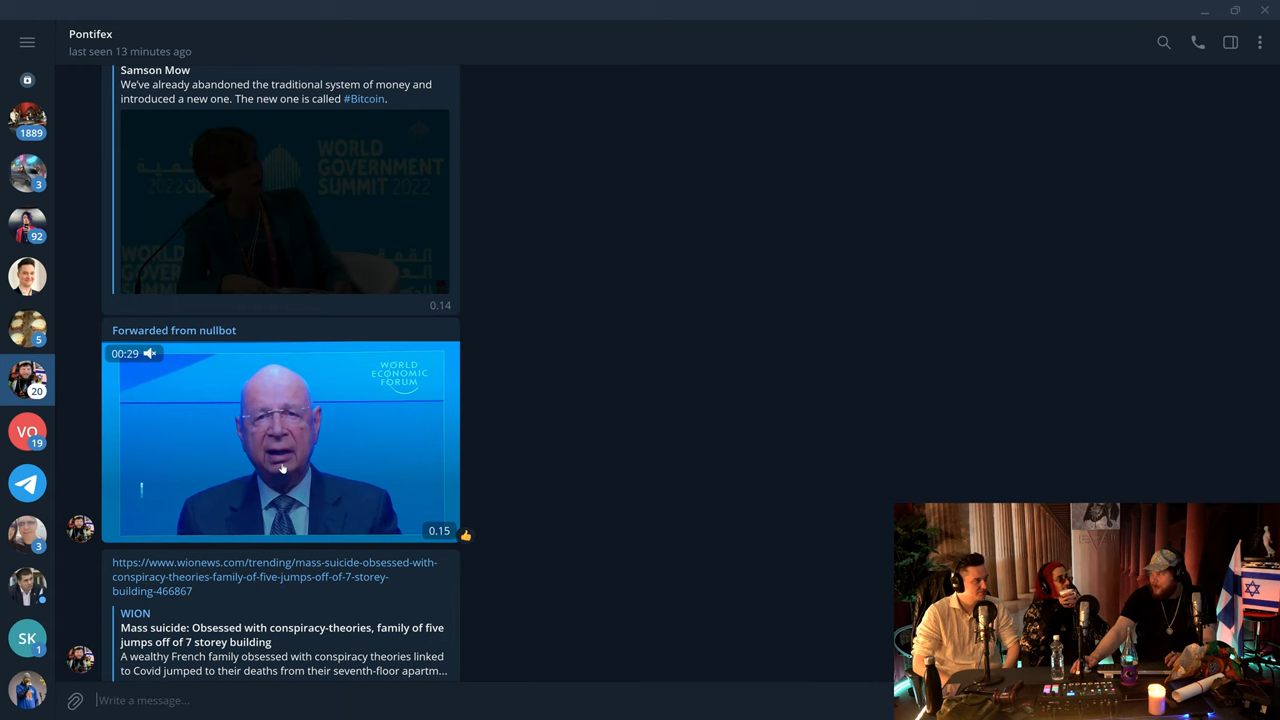 Pontifex
last seen 13 minutes ago
Samson Mow
We've already abandoned the traditional system of money and
introduced a new one. The new one is called #Bitcoin.
WORLD
GOVERNMENT
SUMMIT 2022
WORLD
0.14
Forwarded from nullbot
00:29
WORLD
ECONOMIC
FORUM
0.15
https://www.wionews.com/trending/mass-suicide-obsessed-with-
conspiracy-theories-family-of-five-jumps-off-of-7-storey-
building-466867
WION
Mass suicide: Obsessed with conspiracy-theories, family of five
jumps off of 7 storey building
A wealthy French family obsessed with conspiracy theories linked
to Covid jumped to their deaths from their seventh-floor apartm...
Write a message...
1889
3
92
5
20
VO
19
3
SK
1